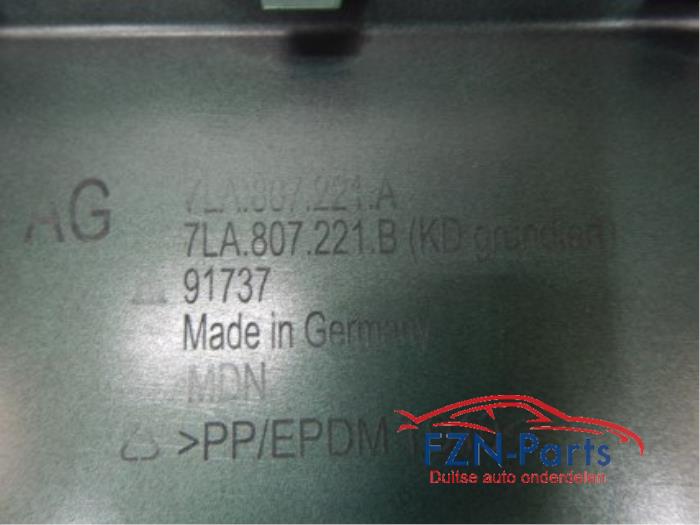 AG
7LA.807.221.A
7LA.807.221.B (KD grundiert)
91737
Made in Germany
MDN
>PP/EPDM
FZN-Parts
Duitse auto onderdelen